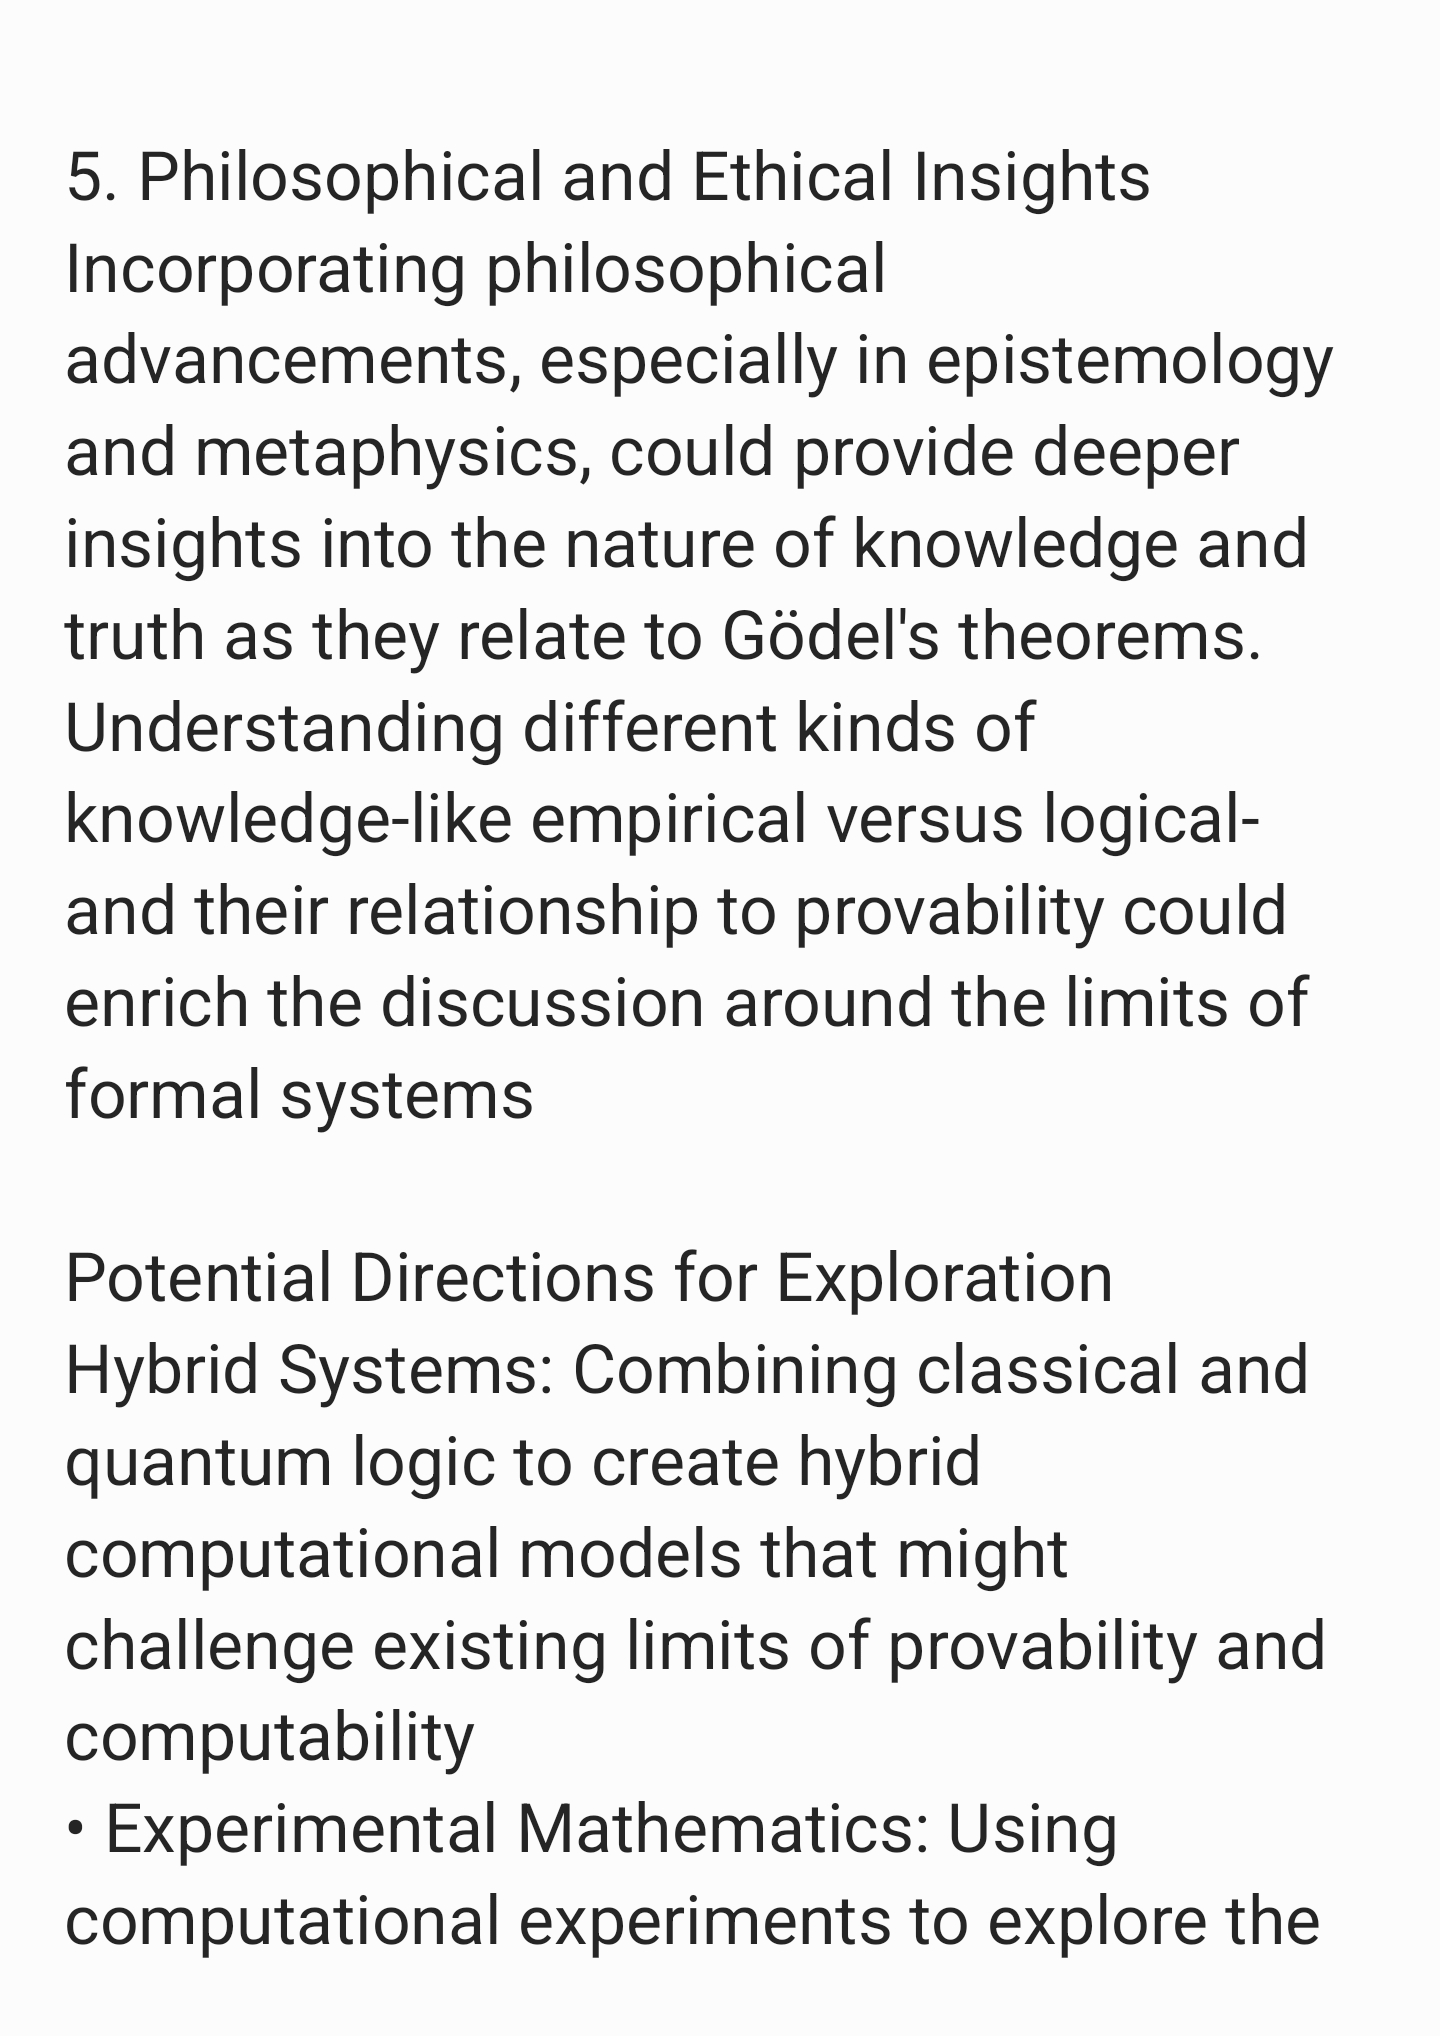 5. Philosophical and Ethical Insights
Incorporating philosophical
advancements, especially in epistemology
and metaphysics, could provide deeper
insights into the nature of knowledge and
truth as they relate to Gödel's theorems.
Understanding different kinds of
knowledge-like empirical versus logical-
and their relationship to provability could
enrich the discussion around the limits of
formal systems
Potential Directions for Exploration
Hybrid Systems: Combining classical and
quantum logic to create hybrid
computational models that might
challenge existing limits of provability and
computability
• Experimental Mathematics: Using
computational experiments to explore the